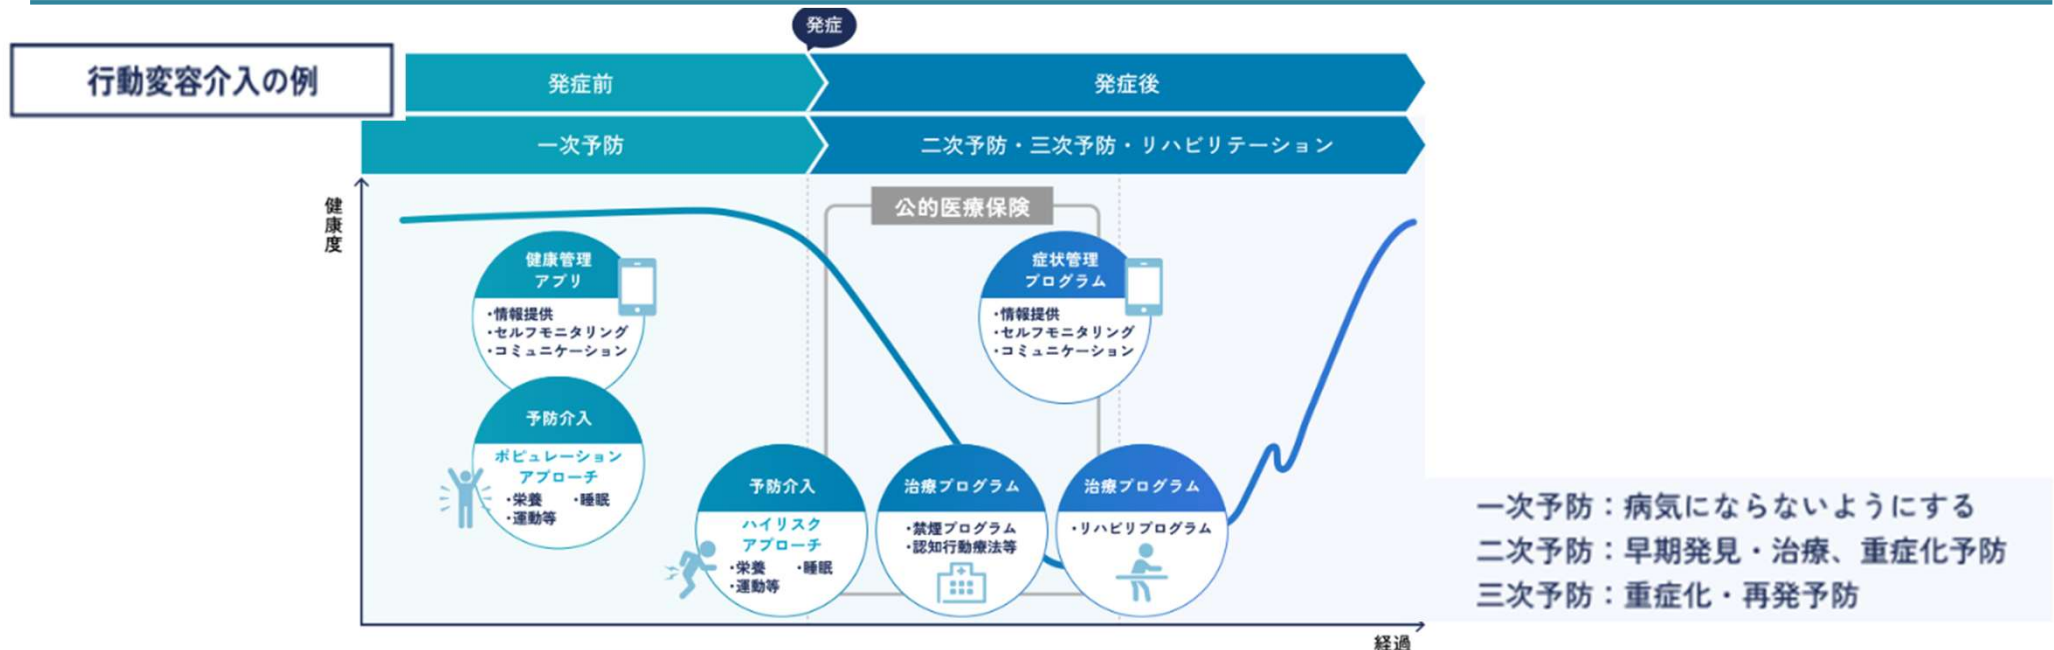 発症
行動変容介入の例
発症前
発症後
一次予防
二次予防・三次予防・リハビリテーション
健康度
公的医療保険
健康管理
アプリ
・情報提供
・セルフモニタリング
・コミュニケーション
症状管理
プログラム
・情報提供
・セルフモニタリング
・コミュニケーション
予防介入
ポピュレーション
アプローチ
・栄養 ・睡眠
・運動等
予防介入
ハイリスク
アプローチ
・栄養 ・睡眠
・運動等
治療プログラム
・禁煙プログラム
・認知行動療法等
治療プログラム
・リハビリプログラム
一次予防：病気にならないようにする
二次予防：早期発見・治療、重症化予防
三次予防：重症化・再発予防
経過